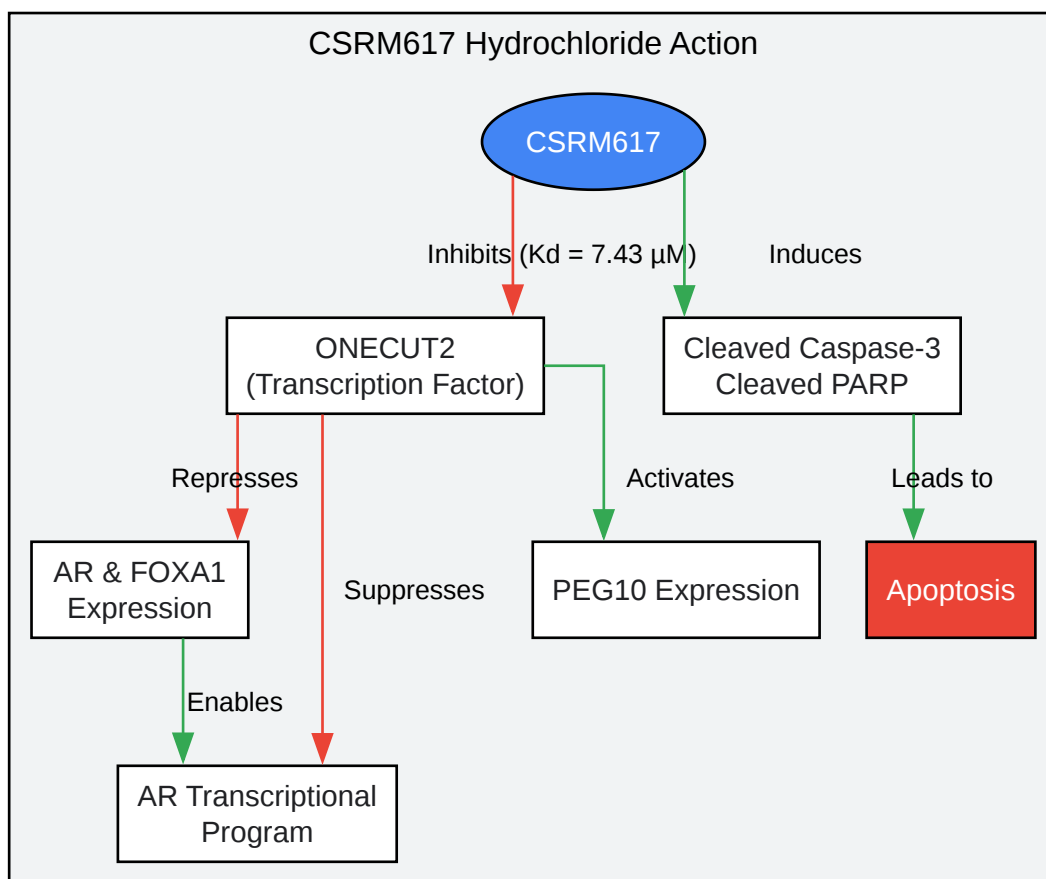 CSRM617 Hydrochloride Action
CSRM617
Inhibits (Kd = 7.43 µM)
Induces
ONECUT2
(Transcription Factor)
Cleaved Caspase-3
Cleaved PARP
Represses
Activates
Leads to
AR & FOXA1
Expression
Suppresses
PEG10 Expression
Apoptosis
Enables
AR Transcriptional
Program